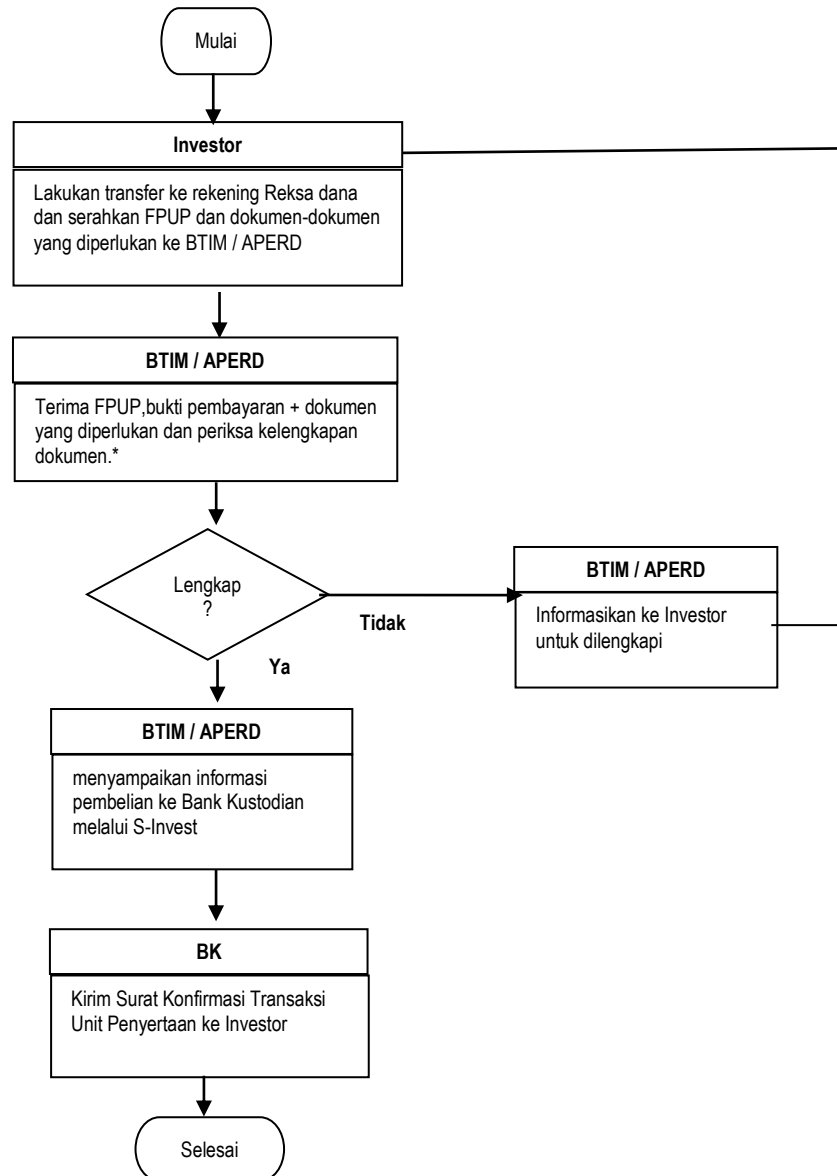 Mulai
Investor
Lakukan transfer ke rekening Reksa dana
dan serahkan FPUP dan dokumen-dokumen
yang diperlukan ke BTIM / APERD
BTIM / APERD
Terima FPUP,bukti pembayaran + dokumen
yang diperlukan dan periksa kelengkapan
dokumen.*
Lengkap
?
Tidak
Ya
BTIM / APERD
Informasikan ke Investor
untuk dilengkapi
BTIM / APERD
menyampaikan informasi
pembelian ke Bank Kustodian
melalui S-Invest
BK
Kirim Surat Konfirmasi Transaksi
Unit Penyertaan ke Investor
Selesai